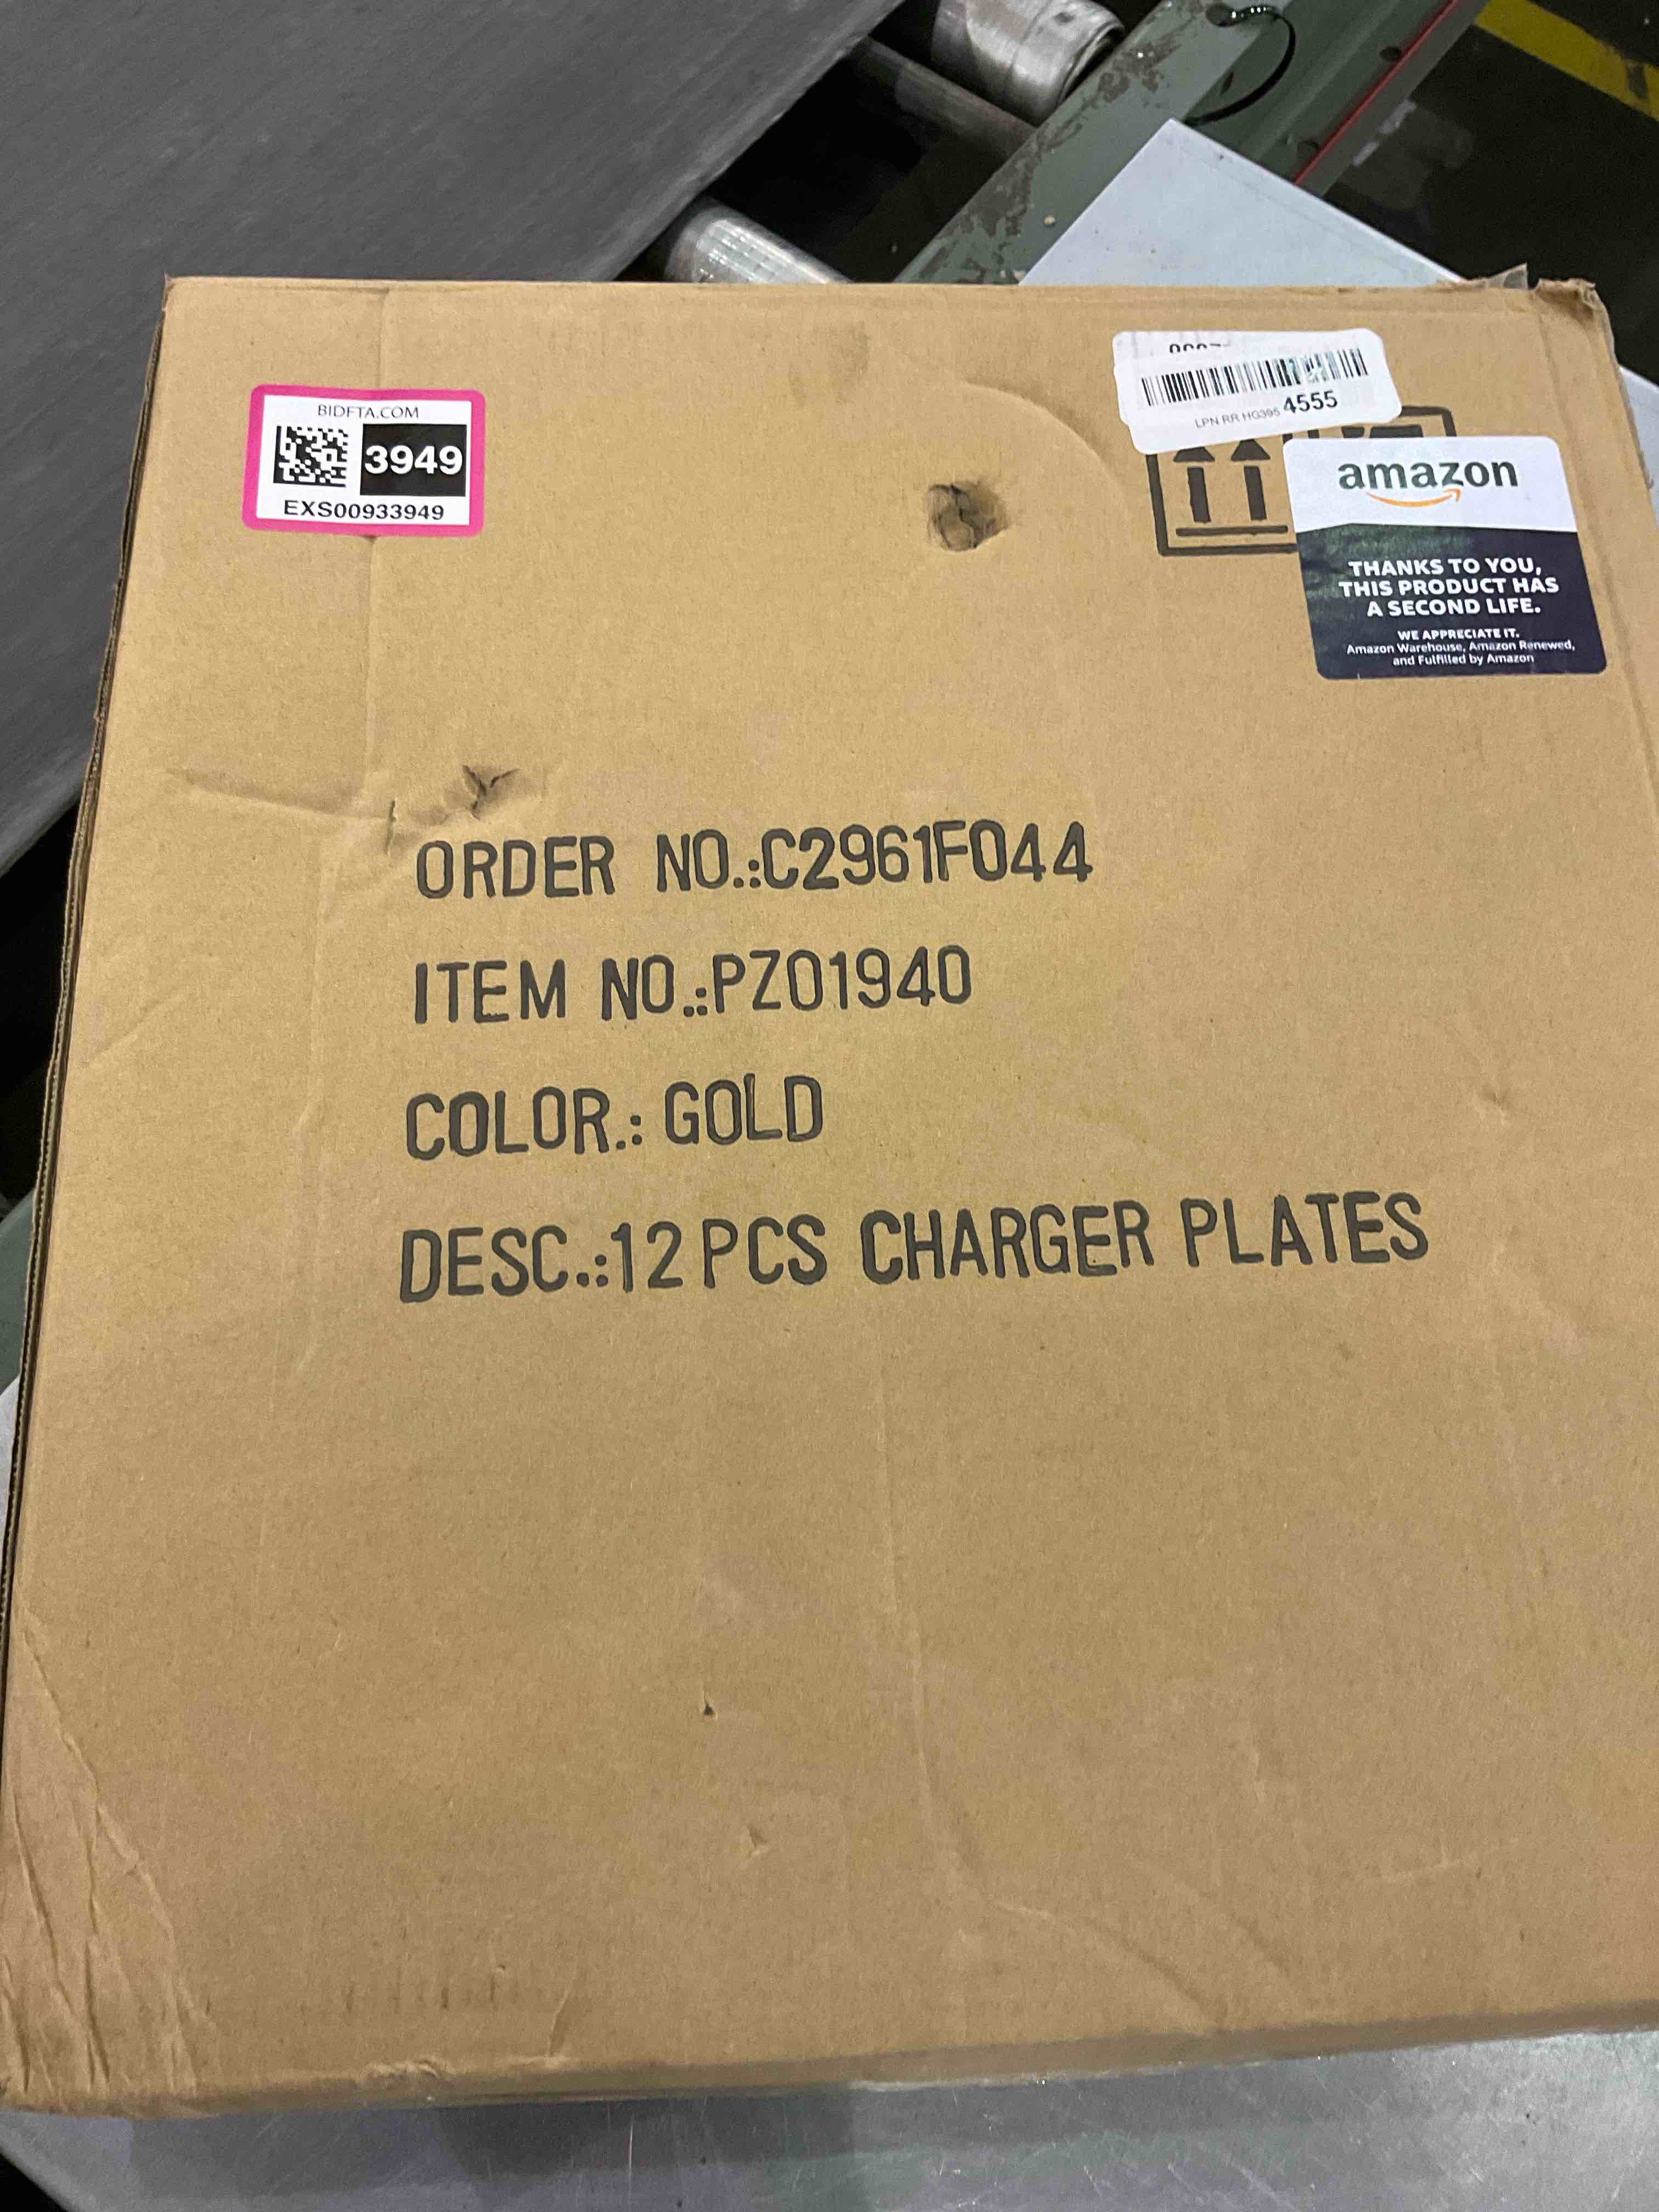 BIDFTA.COM
3949
EXS00933949
LPN RR HG395 4555
amazon
THANKS TO YOU,
THIS PRODUCT HAS
A SECOND LIFE.
WE APPRECIATE IT.
Amazon Warehouse, Amazon Renewed,
and Fulfilled by Amazon
ORDER NO.:C2961F044
ITEM NO.:PZ01940
COLOR.: GOLD
DESC.:12PCS CHARGER PLATES